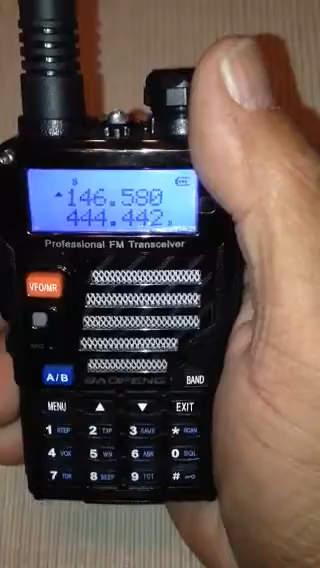 S
146.580
444.442₅
Professional FM Transceiver
VFO/MR
A/B
BAOFENG
BAND
MENU ▲ ▼ EXIT
1 STEP 2 TXP 3 SAVE * SCAN
4 VOX 5 WN 6 ABR 0 SQL
7 TDR 8 BEEP 9 TOT #